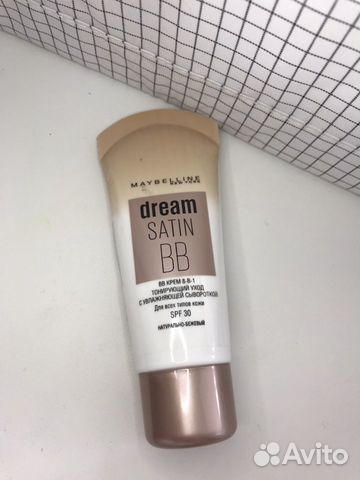 MAYBELLINE
NEW YORK
dream
SATIN
BB
BB КРЕМ 8-В-1
ТОНИРУЮЩИЙ УХОД
С УВЛАЖНЯЮЩЕЙ СЫВОРОТКОЙ
Для всех типов кожи
SPF 30
НАТУРАЛЬНО-БЕЖЕВЫЙ
Avito